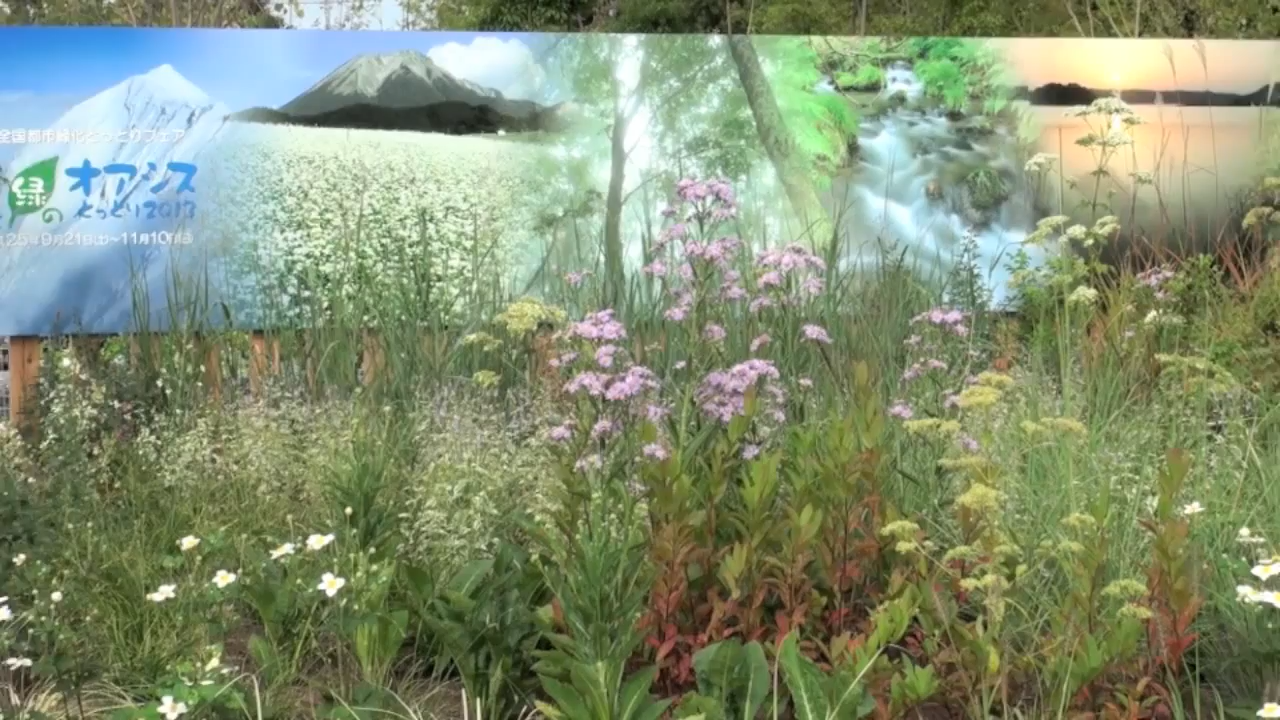 全国都市緑化とっとりフェア
緑の
オアシス
とっとり2013
25年9月21日(土)～11月10日(日)